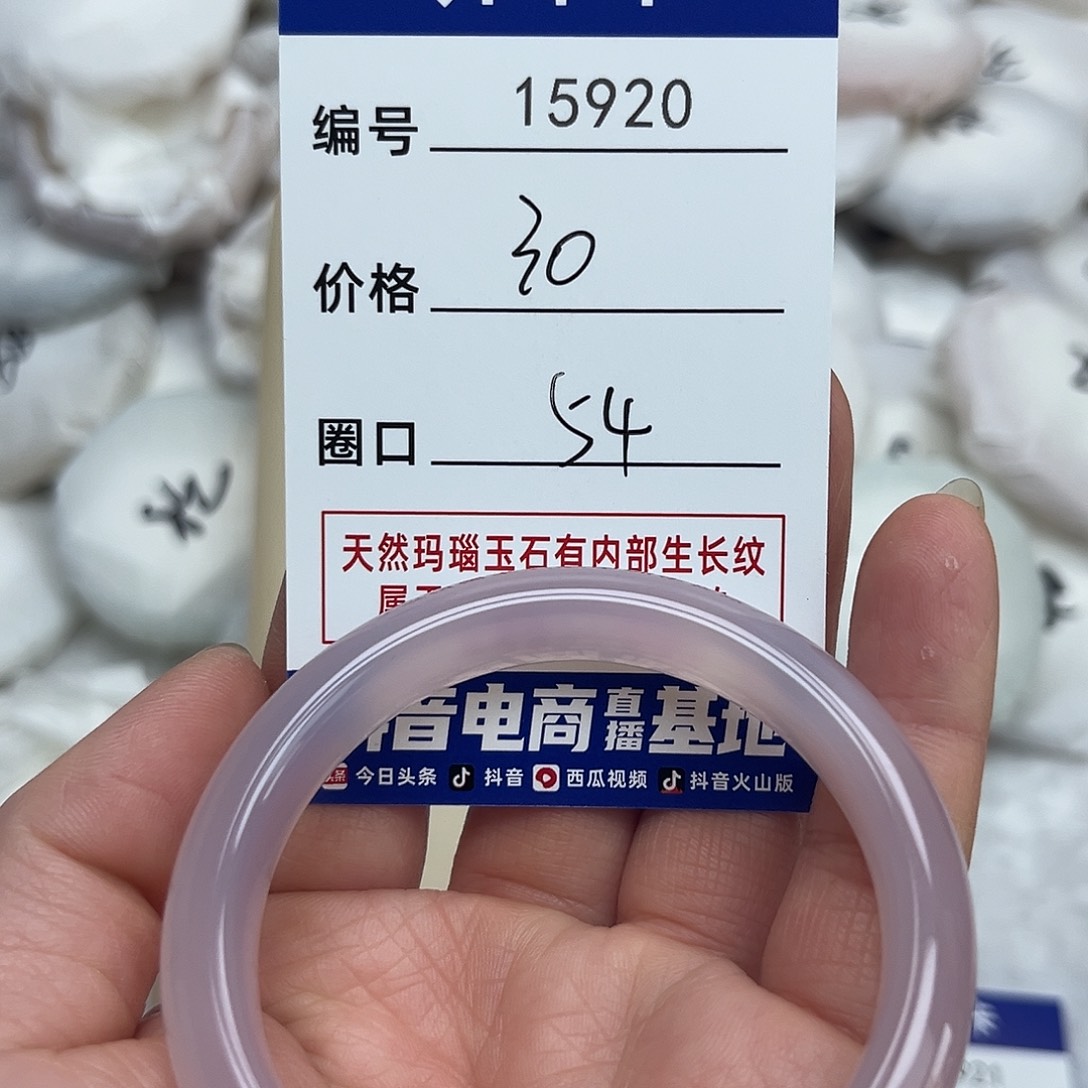 编号 15920
价格 30
圈口 54
天然玛瑙玉石有内部生长纹
属
音电商直播基地
今日头条 抖音 西瓜视频 抖音火山版